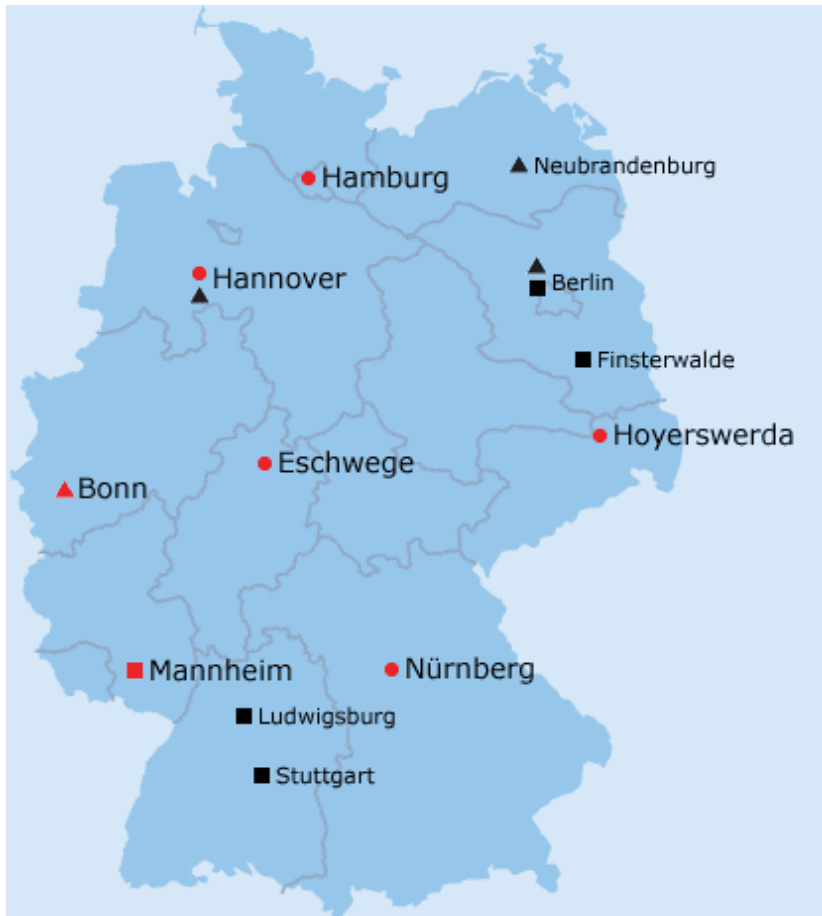 Neubrandenburg
Hamburg
Hannover
Berlin
Finsterwalde
Hoyerswerda
Eschwege
Bonn
Mannheim
Nürnberg
Ludwigsburg
Stuttgart